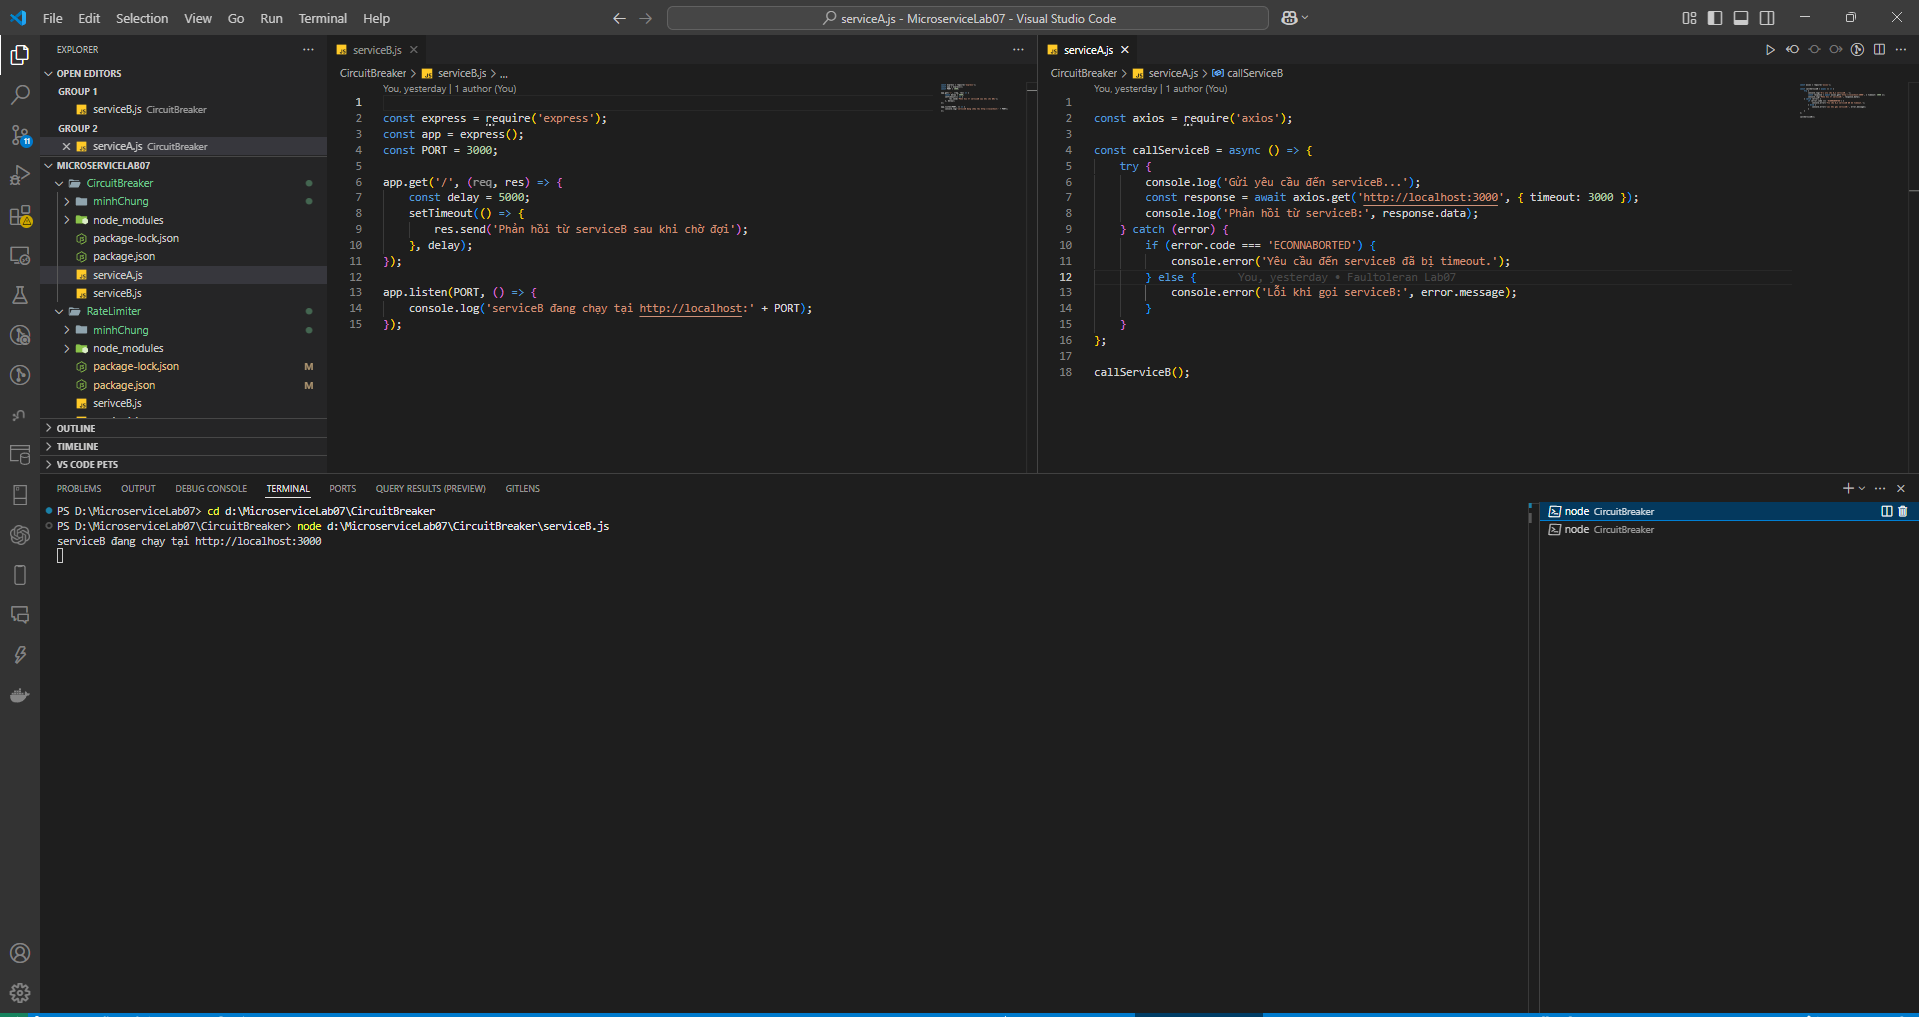 File Edit Selection View Go Run Terminal Help
serviceA.js - MicroserviceLab07 - Visual Studio Code
EXPLORER
OPEN EDITORS
GROUP 1
serviceB.js CircuitBreaker
GROUP 2
serviceA.js CircuitBreaker
MICROSERVICELAB07
CircuitBreaker
minhChung
node_modules
package-lock.json
package.json
serviceA.js
serviceB.js
RateLimiter
minhChung
node_modules
package-lock.json M
package.json M
serivceB.js
OUTLINE
TIMELINE
VS CODE PETS
11
serviceB.js
CircuitBreaker > serviceB.js > ...
You, yesterday | 1 author (You)
1
2 const express = require('express');
3 const app = express();
4 const PORT = 3000;
5
6 app.get('/', (req, res) => {
7 const delay = 5000;
8 setTimeout(() => {
9 res.send('Phản hồi từ serviceB sau khi chờ đợi');
10 }, delay);
11 });
12
13 app.listen(PORT, () => {
14 console.log('serviceB đang chạy tại http://localhost:' + PORT);
15 });
serviceA.js
CircuitBreaker > serviceA.js > callServiceB
You, yesterday | 1 author (You)
1
2 const axios = require('axios');
3
4 const callServiceB = async () => {
5 try {
6 console.log('Gửi yêu cầu đến serviceB...');
7 const response = await axios.get('http://localhost:3000', { timeout: 3000 });
8 console.log('Phản hồi từ serviceB:', response.data);
9 } catch (error) {
10 if (error.code === 'ECONNABORTED') {
11 console.error('Yêu cầu đến serviceB đã bị timeout.');
12 } else { You, yesterday • Faultoleran Lab07
13 console.error('Lỗi khi gọi serviceB:', error.message);
14 }
15 }
16 };
17
18 callServiceB();
PROBLEMS OUTPUT DEBUG CONSOLE TERMINAL PORTS QUERY RESULTS (PREVIEW) GITLENS
PS D:\MicroserviceLab07> cd d:\MicroserviceLab07\CircuitBreaker
PS D:\MicroserviceLab07\CircuitBreaker> node d:\MicroserviceLab07\CircuitBreaker\serviceB.js
serviceB đang chạy tại http://localhost:3000
node CircuitBreaker
node CircuitBreaker